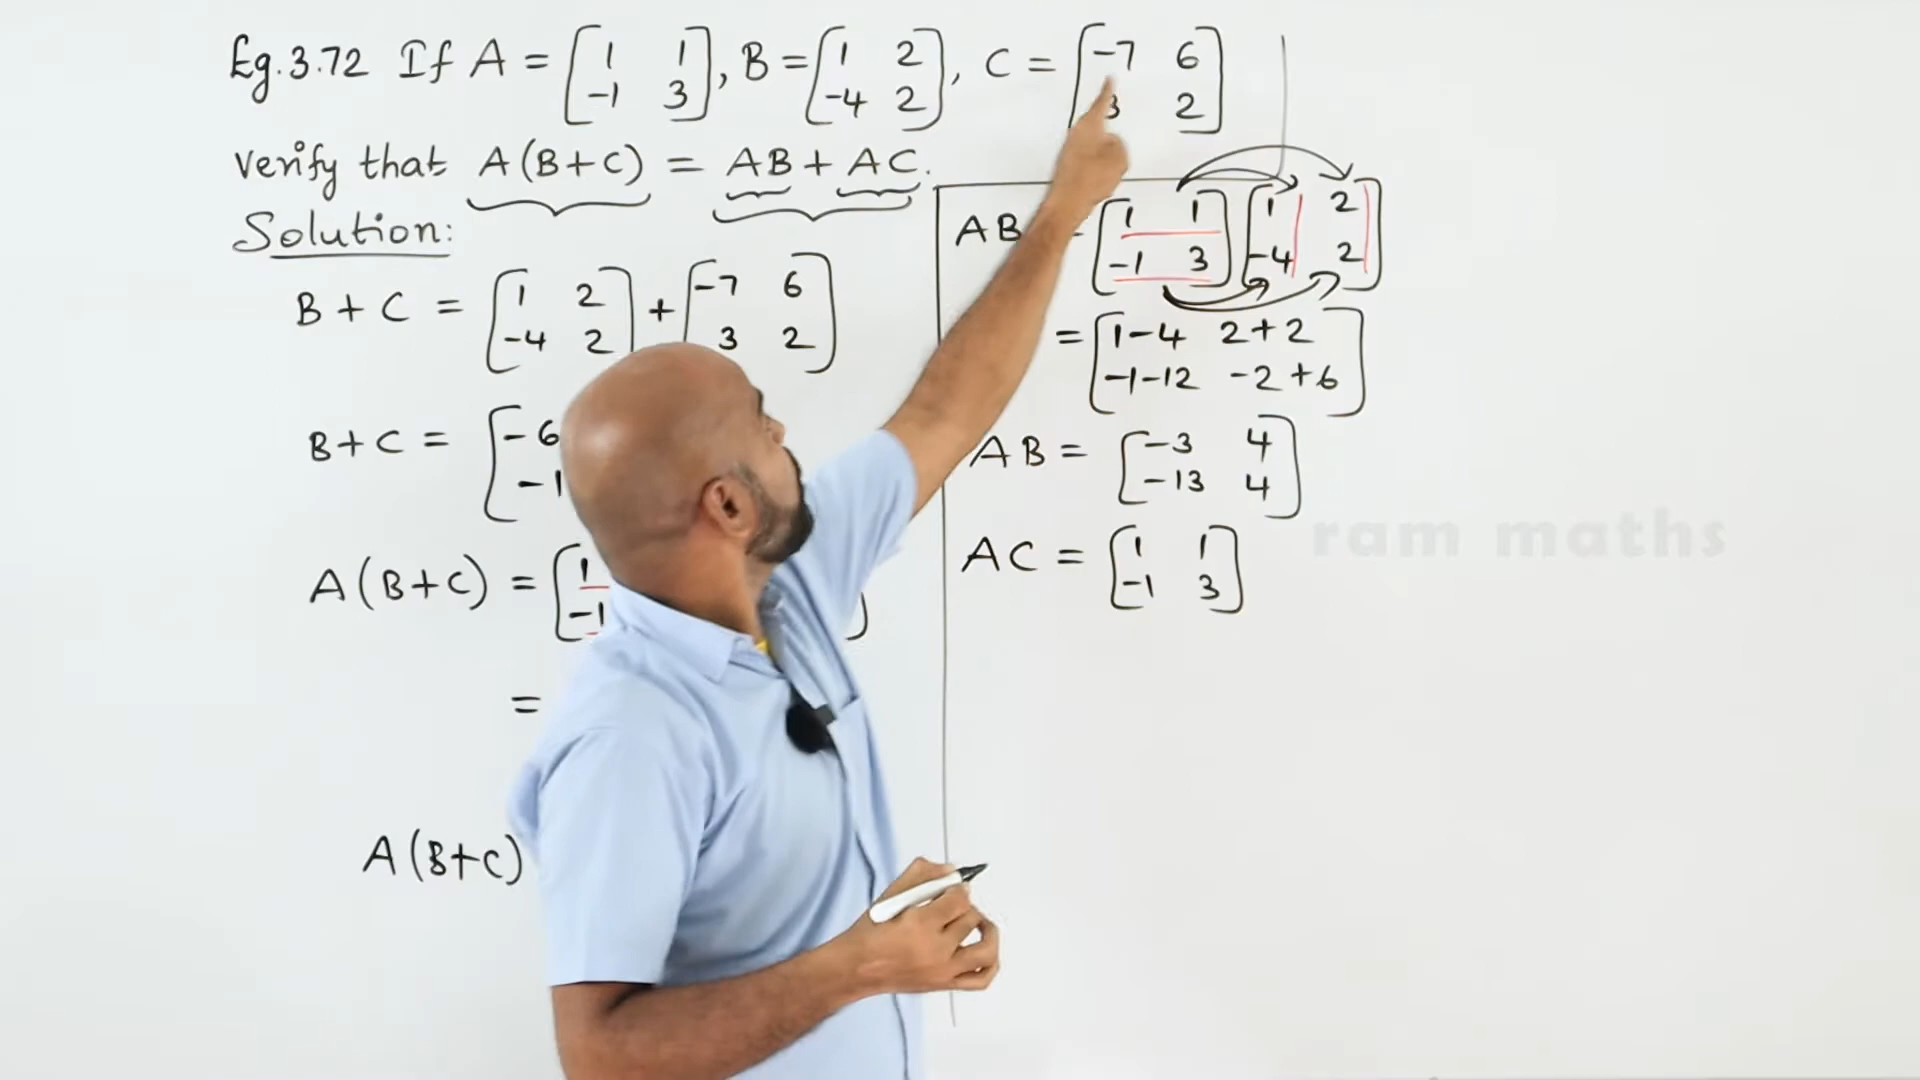 Eg.3.72 If A = [1 1 -1 3], B = [1 2 -4 2], C = [-7 6 3 2]
Verify that A(B+C) = AB + AC.
Solution:
B + C = [1 2 -4 2] + [-7 6 3 2]
B+C = [-6 -1
A(B+C) = [1 -1
=
A(B+C)
AB = [1 1 -1 3] [1 2 -4 2]
= [1-4 2+2 -1-12 -2+6]
AB = [-3 4 -13 4]
AC = [1 1 -1 3]
ram maths